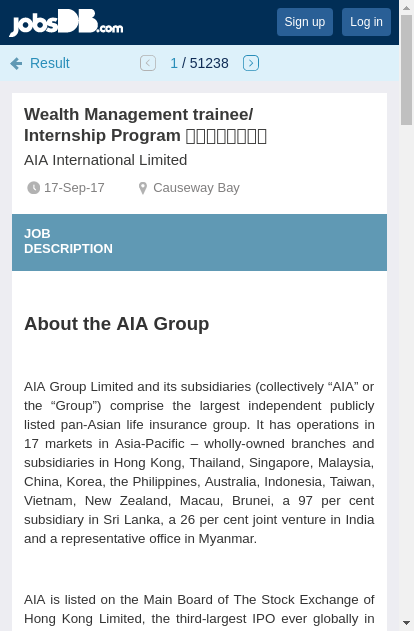 jobsDB.com
Sign up
Log in
Result
1 / 51238
Wealth Management trainee/
Internship Program
AIA International Limited
17-Sep-17
Causeway Bay
JOB
DESCRIPTION
About the AIA Group
AIA Group Limited and its subsidiaries (collectively “AIA” or
the “Group”) comprise the largest independent publicly
listed pan-Asian life insurance group. It has operations in
17 markets in Asia-Pacific – wholly-owned branches and
subsidiaries in Hong Kong, Thailand, Singapore, Malaysia,
China, Korea, the Philippines, Australia, Indonesia, Taiwan,
Vietnam, New Zealand, Macau, Brunei, a 97 per cent
subsidiary in Sri Lanka, a 26 per cent joint venture in India
and a representative office in Myanmar.
AIA is listed on the Main Board of The Stock Exchange of
Hong Kong Limited, the third-largest IPO ever globally in